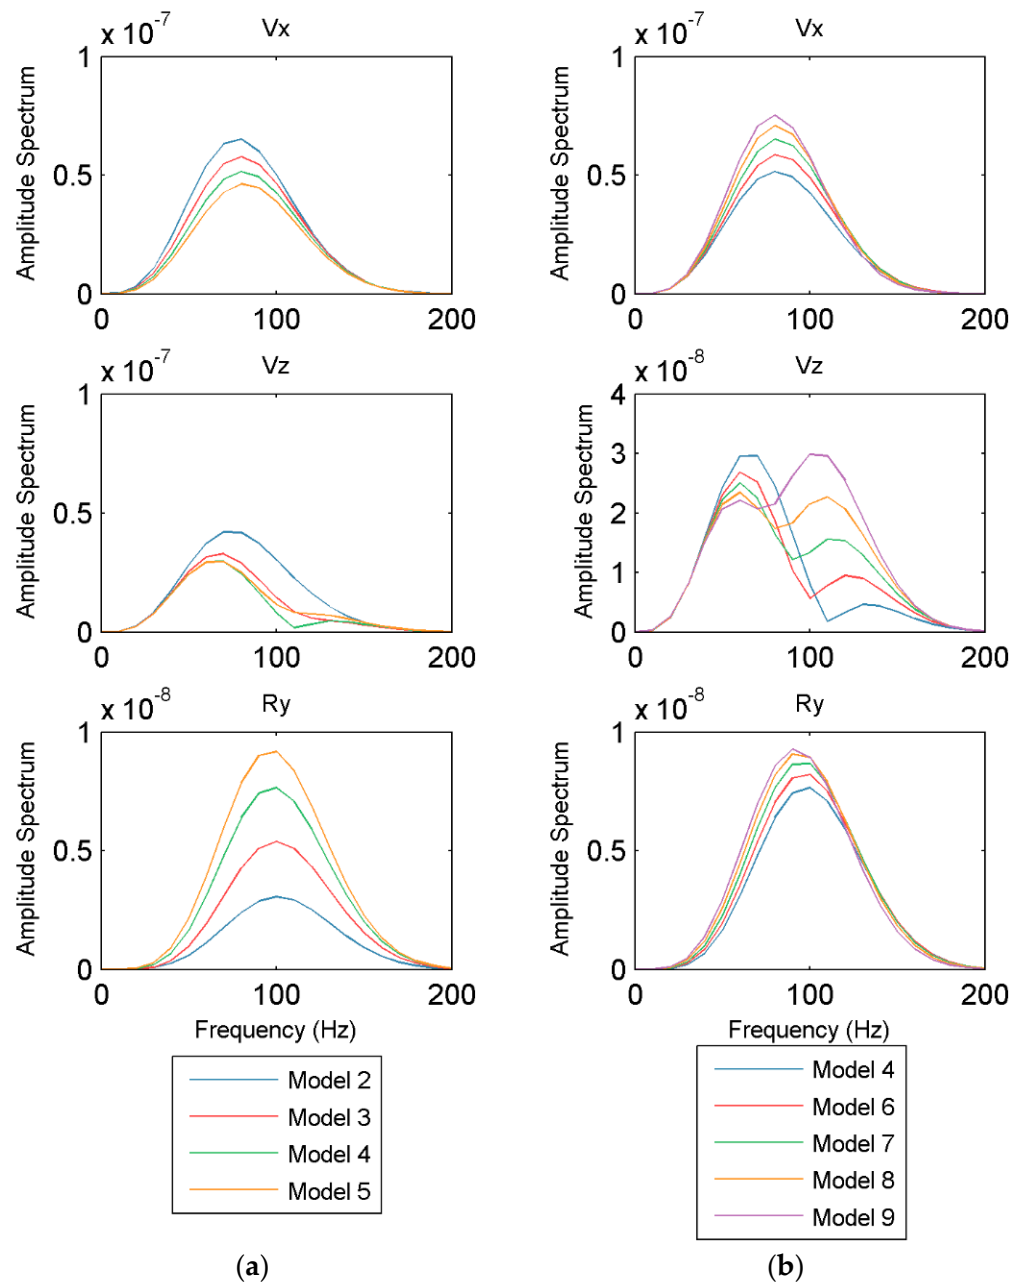 x 10-7
Vx
Amplitude Spectrum
1
0.5
0
0 100 200
x 10-7
Vz
Amplitude Spectrum
1
0.5
0
0 100 200
x 10-8
Ry
Amplitude Spectrum
1
0.5
0
0 100 200
Frequency (Hz)
Model 2
Model 3
Model 4
Model 5
(a)
x 10-7
Vx
Amplitude Spectrum
1
0.5
0
0 100 200
x 10-8
Vz
Amplitude Spectrum
4
3
2
1
0
0 100 200
x 10-8
Ry
Amplitude Spectrum
1
0.5
0
0 100 200
Frequency (Hz)
Model 4
Model 6
Model 7
Model 8
Model 9
(b)